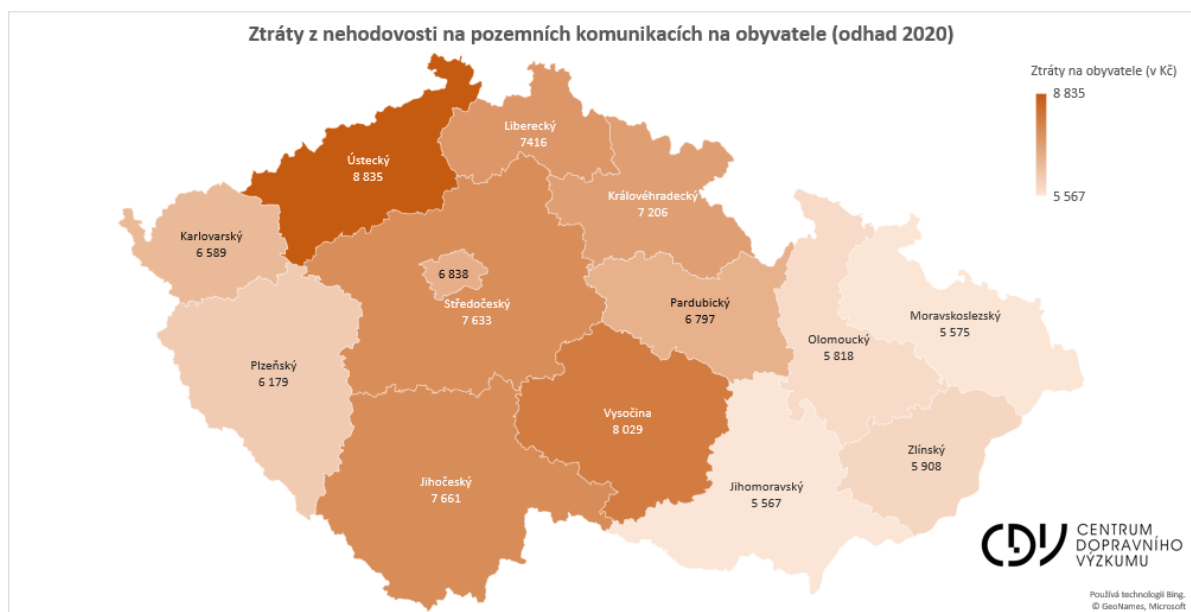 Ztráty z nehodovosti na pozemních komunikacích na obyvatele (odhad 2020)
Ztráty na obyvatele (v Kč)
8 835
5 567
Liberecký
7416
Ústecký
8 835
Královéhradecký
7 206
Karlovarský
6 589
6 838
Středočeský
7 633
Pardubický
6 797
Moravskoslezský
5 575
Olomoucký
5 818
Plzeňský
6 179
Vysočina
8 029
Zlínský
5 908
Jihočeský
7 661
Jihomoravský
5 567
CDV
CENTRUM
DOPRAVNÍHO
VÝZKUMU
Používá technologii Bing.
© GeoNames, Microsoft